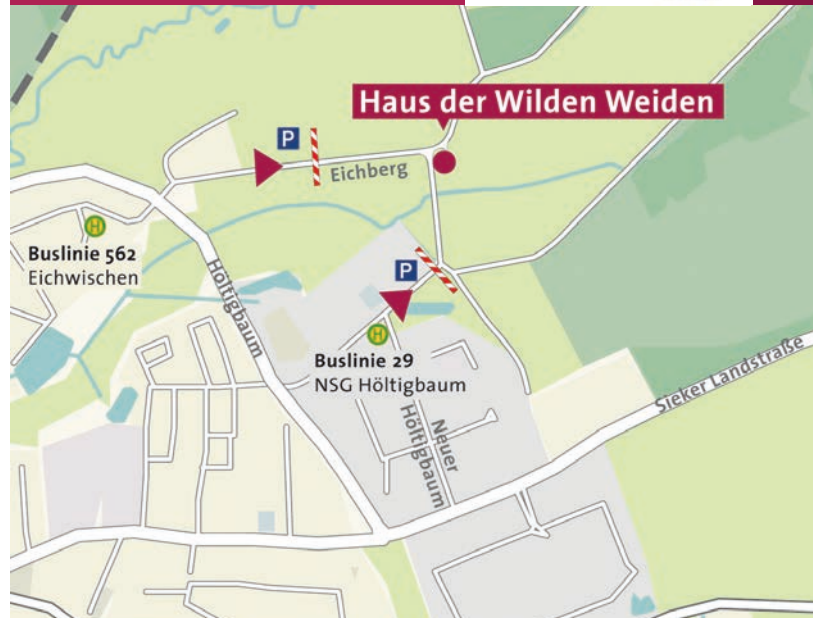 Haus der Wilden Weiden
P
Eichberg
H
Buslinie 562
Eichwischen
Höltigbaum
P
H
Buslinie 29
NSG Höltigbaum
Neuer
Höltigbaum
Sieker Landstraße